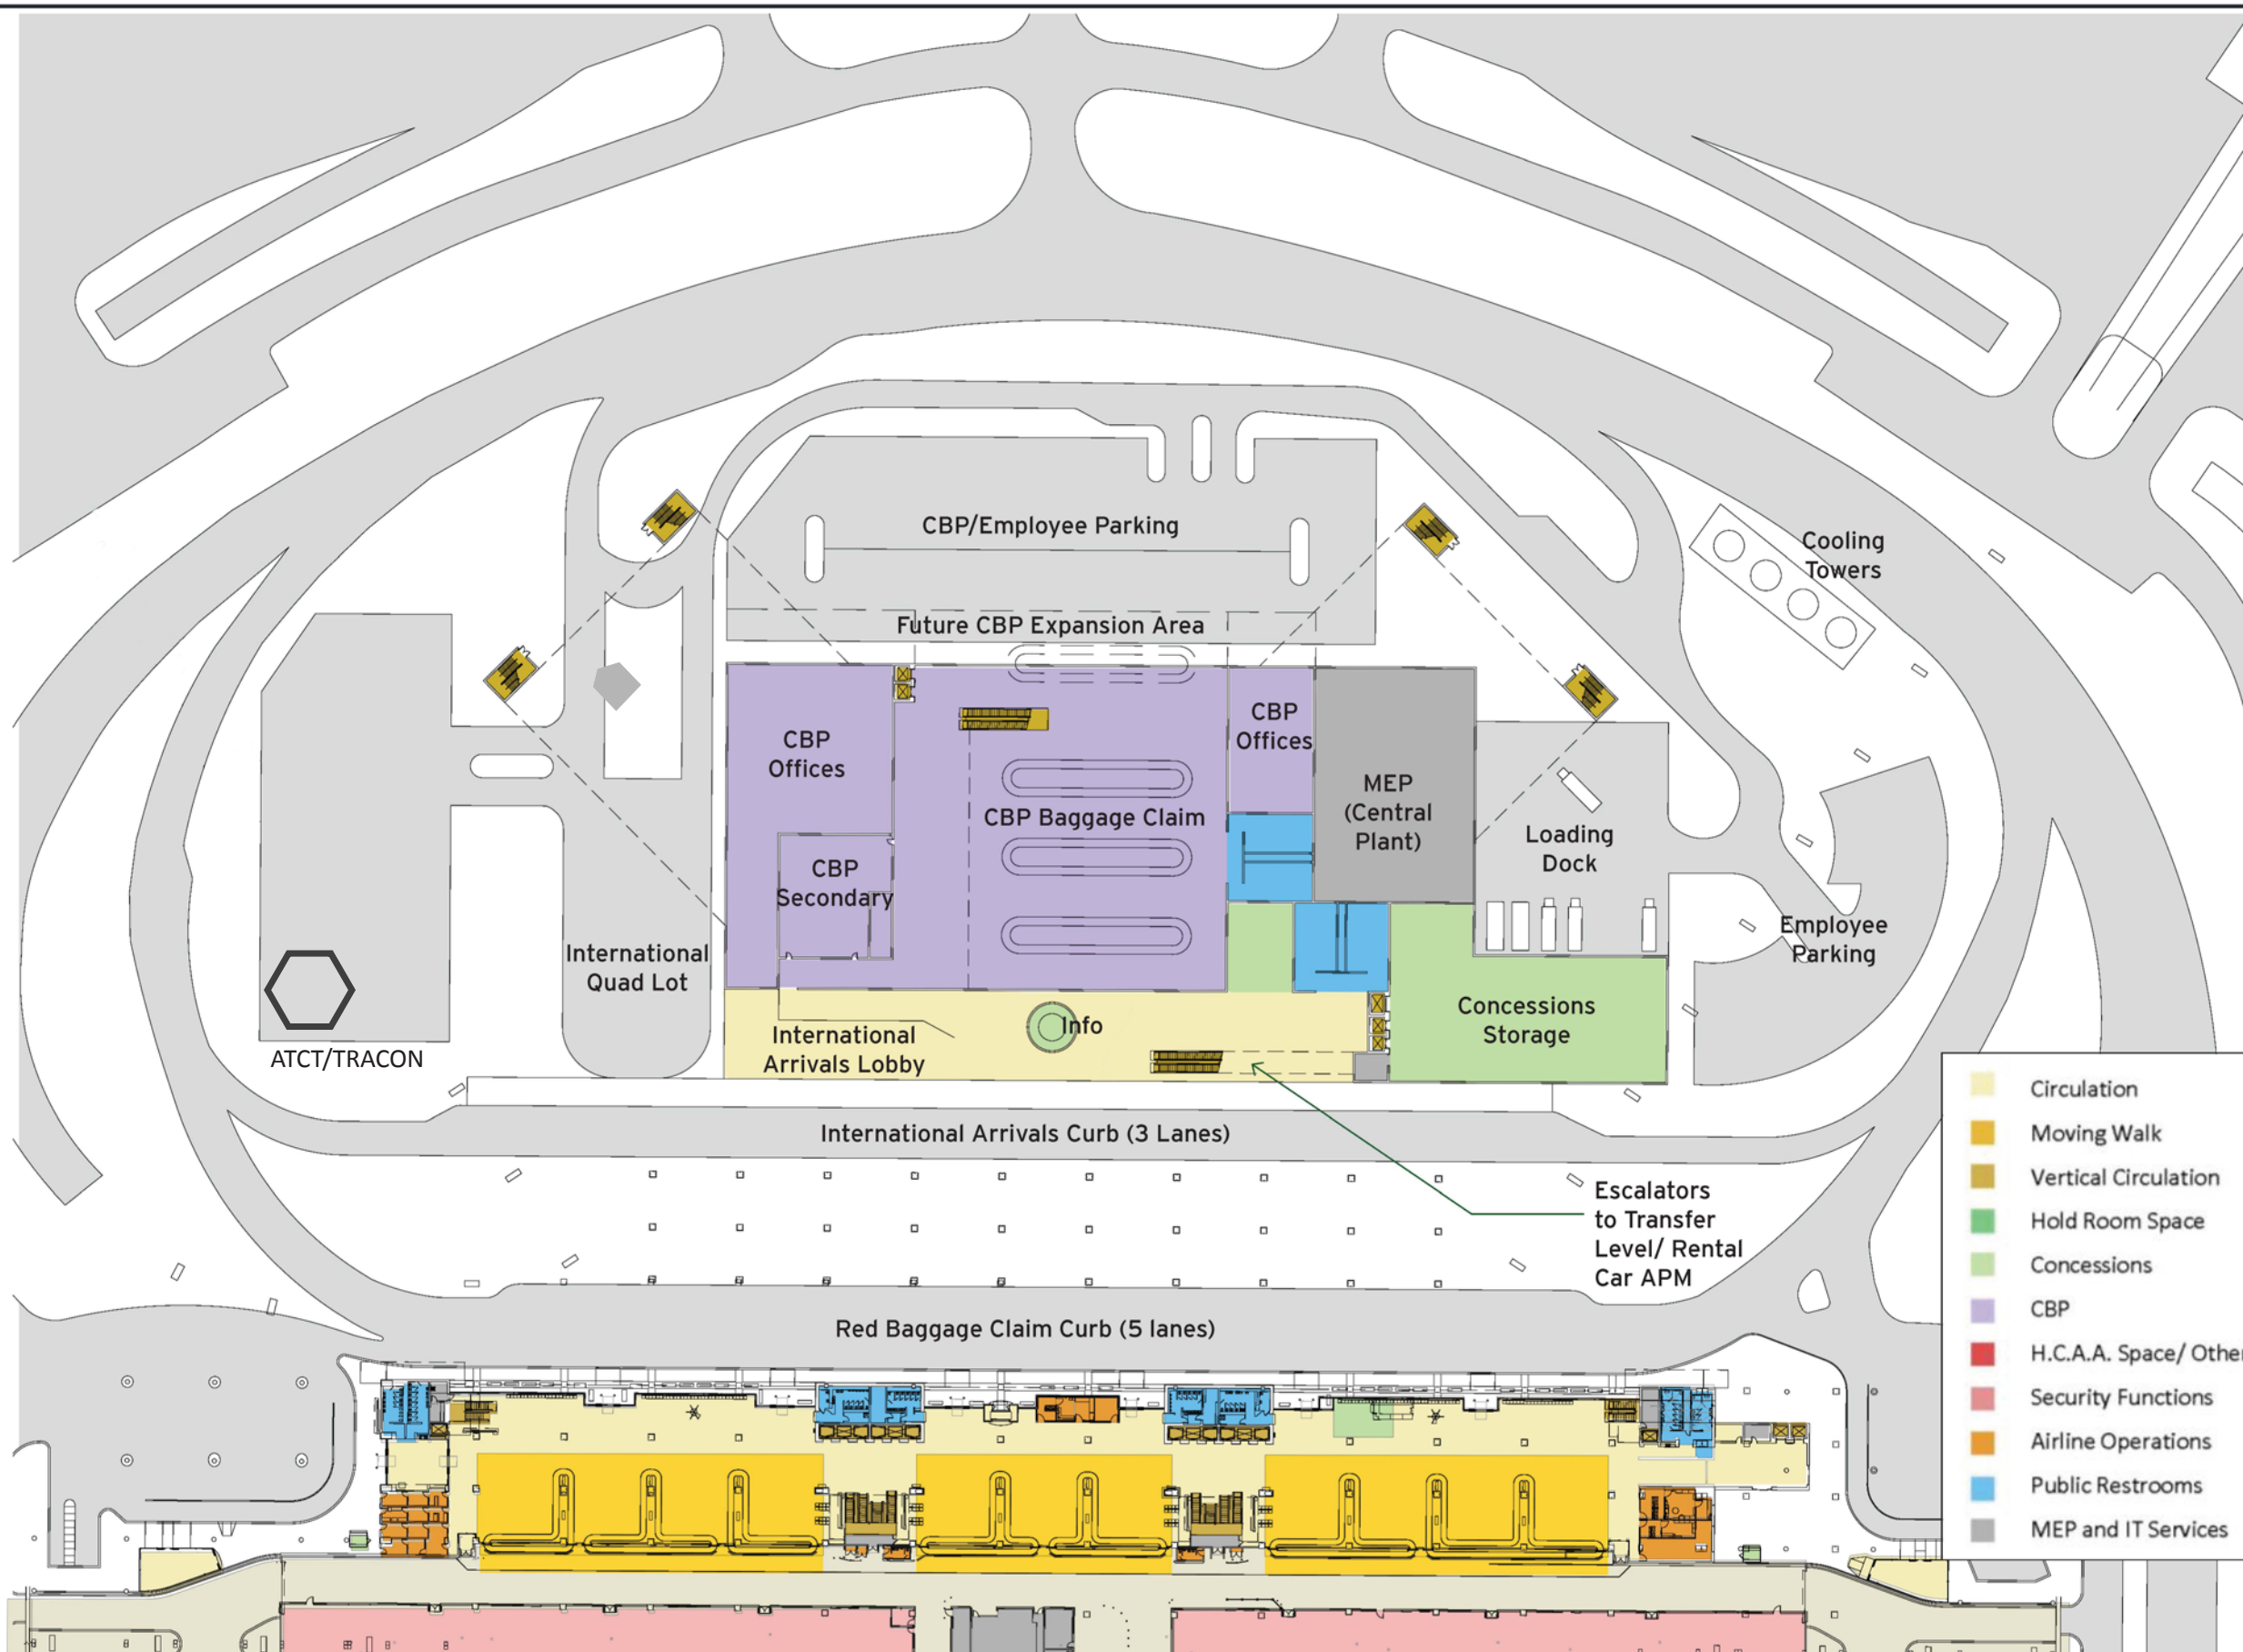 CBP/Employee Parking
Cooling
Towers
Future CBP Expansion Area
CBP
Offices
CBP
Offices
CBP Baggage Claim
MEP
(Central
Plant)
Loading
Dock
CBP
Secondary
International
Quad Lot
Employee
Parking
ATCT/TRACON
International
Arrivals Lobby
Info
Concessions
Storage
International Arrivals Curb (3 Lanes)
Escalators
to Transfer
Level/ Rental
Car APM
Red Baggage Claim Curb (5 lanes)
Circulation
Moving Walk
Vertical Circulation
Hold Room Space
Concessions
CBP
H.C.A.A. Space/ Other
Security Functions
Airline Operations
Public Restrooms
MEP and IT Services